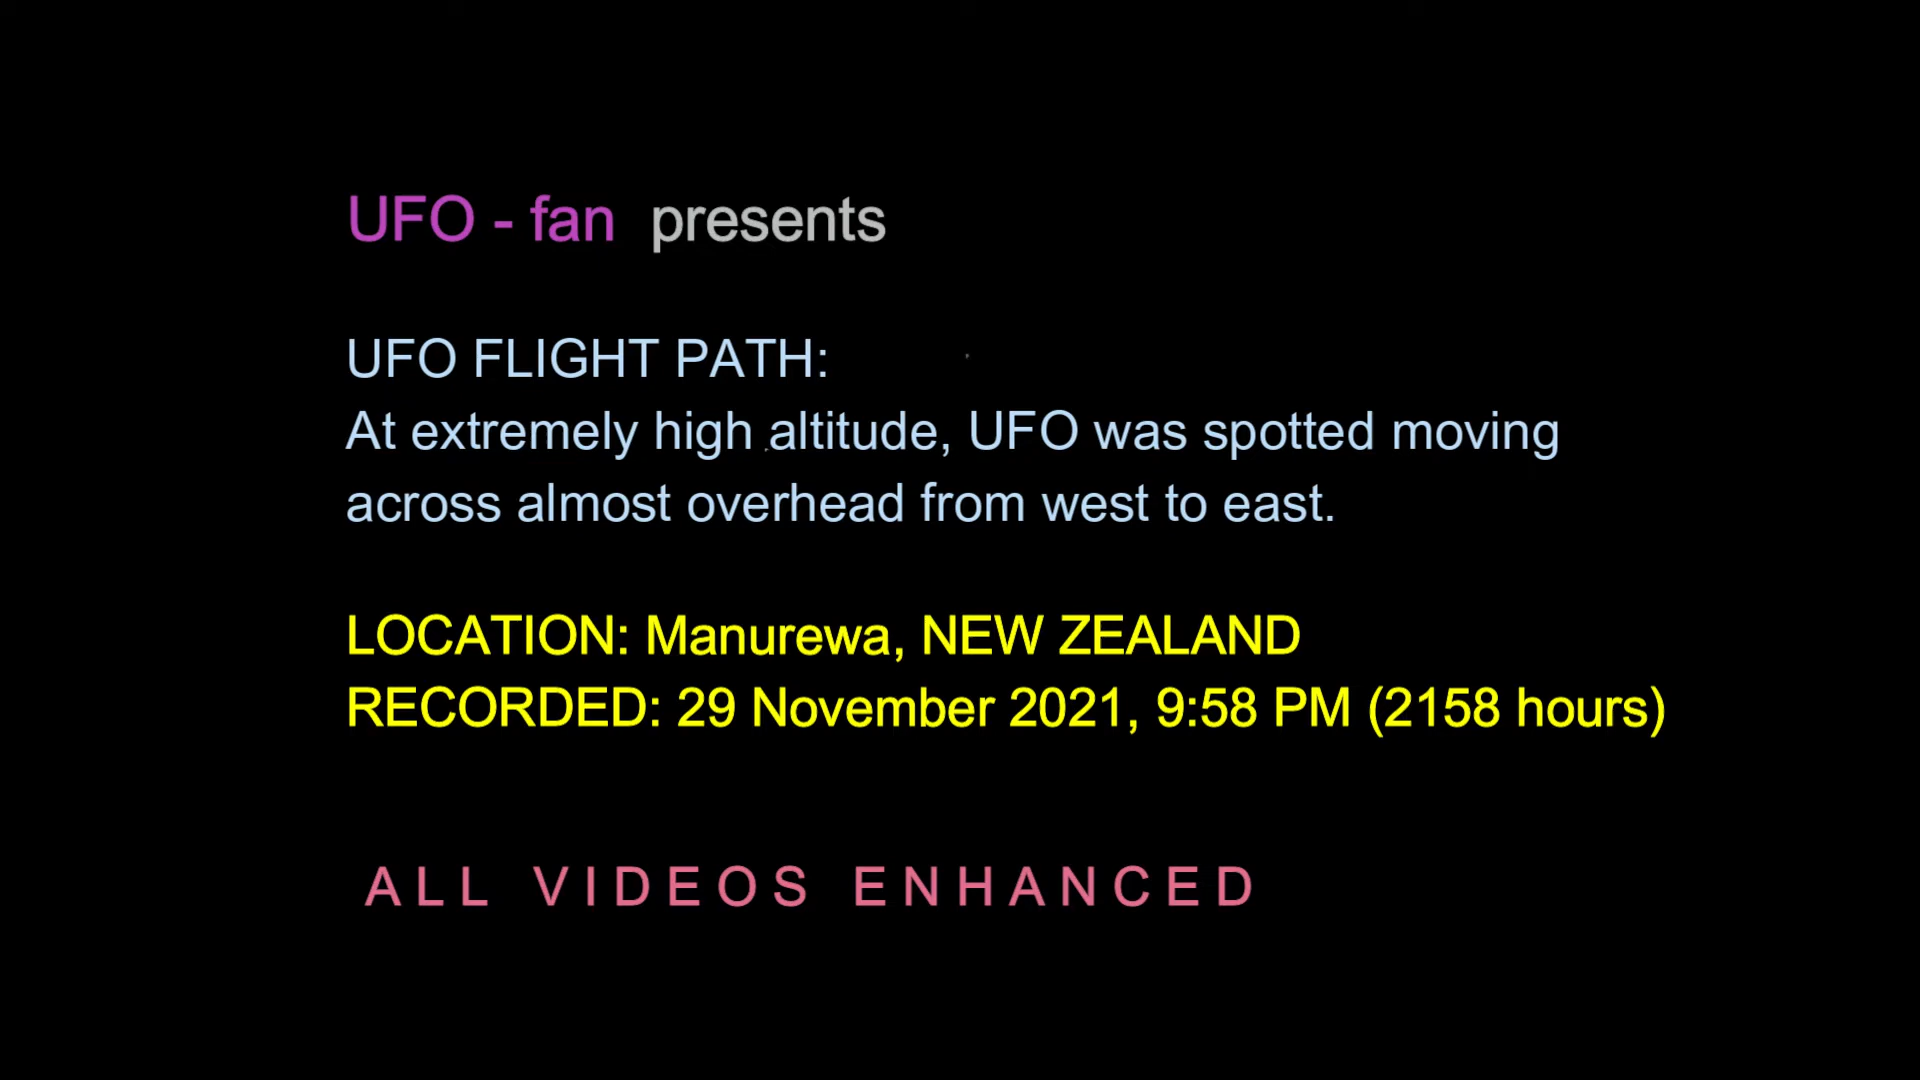 UFO - fan presents
UFO FLIGHT PATH:
At extremely high altitude, UFO was spotted moving
across almost overhead from west to east.
LOCATION: Manurewa, NEW ZEALAND
RECORDED: 29 November 2021, 9:58 PM (2158 hours)
ALL VIDEOS ENHANCED